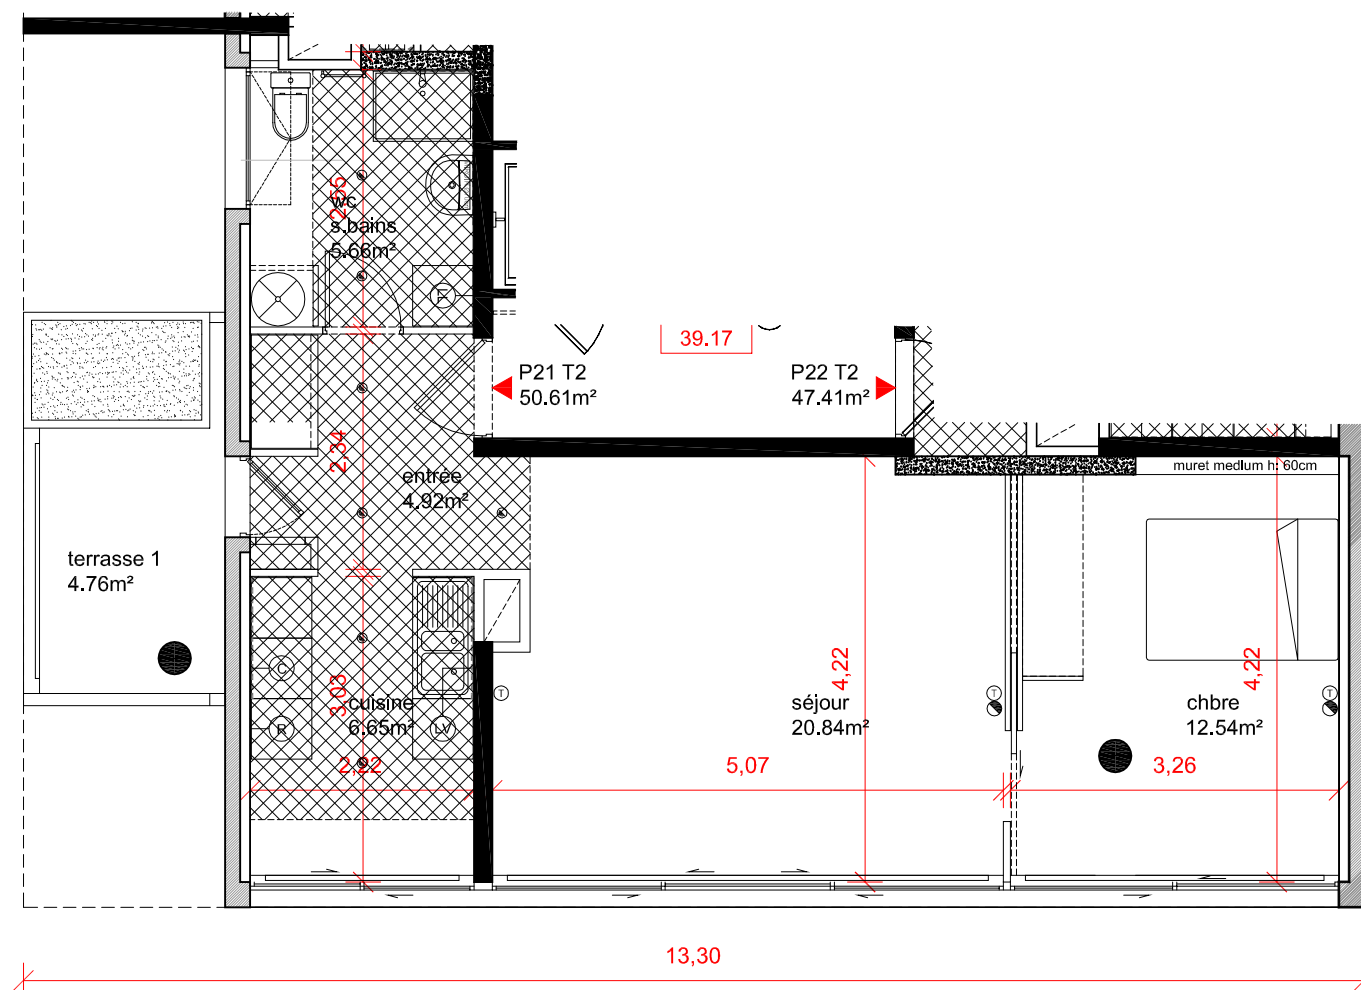 2,55
wc
s.bains
5.66m²
39.17
P21 T2
50.61m²
P22 T2
47.41m²
2,34
entrée
4.92m²
muret medium h: 60cm
terrasse 1
4.76m²
T
T
T
C
R
LV
3,03
cuisine
6.65m²
4,22
séjour
20.84m²
4,22
chbre
12.54m²
2,22
5,07
3,26
13,30